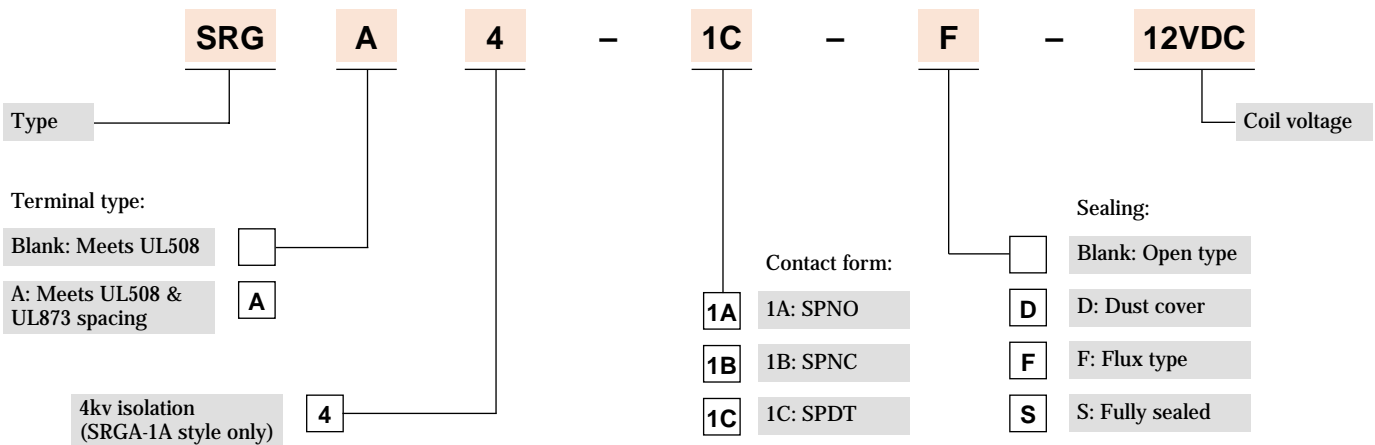 SRG A 4 – 1C – F – 12VDC
Type
Coil voltage
Terminal type:
Blank: Meets UL508
A: Meets UL508 &
UL873 spacing
A
4kv isolation
(SRGA-1A style only)
4
Contact form:
1A 1A: SPNO
1B 1B: SPNC
1C 1C: SPDT
Sealing:
Blank: Open type
D D: Dust cover
F F: Flux type
S S: Fully sealed